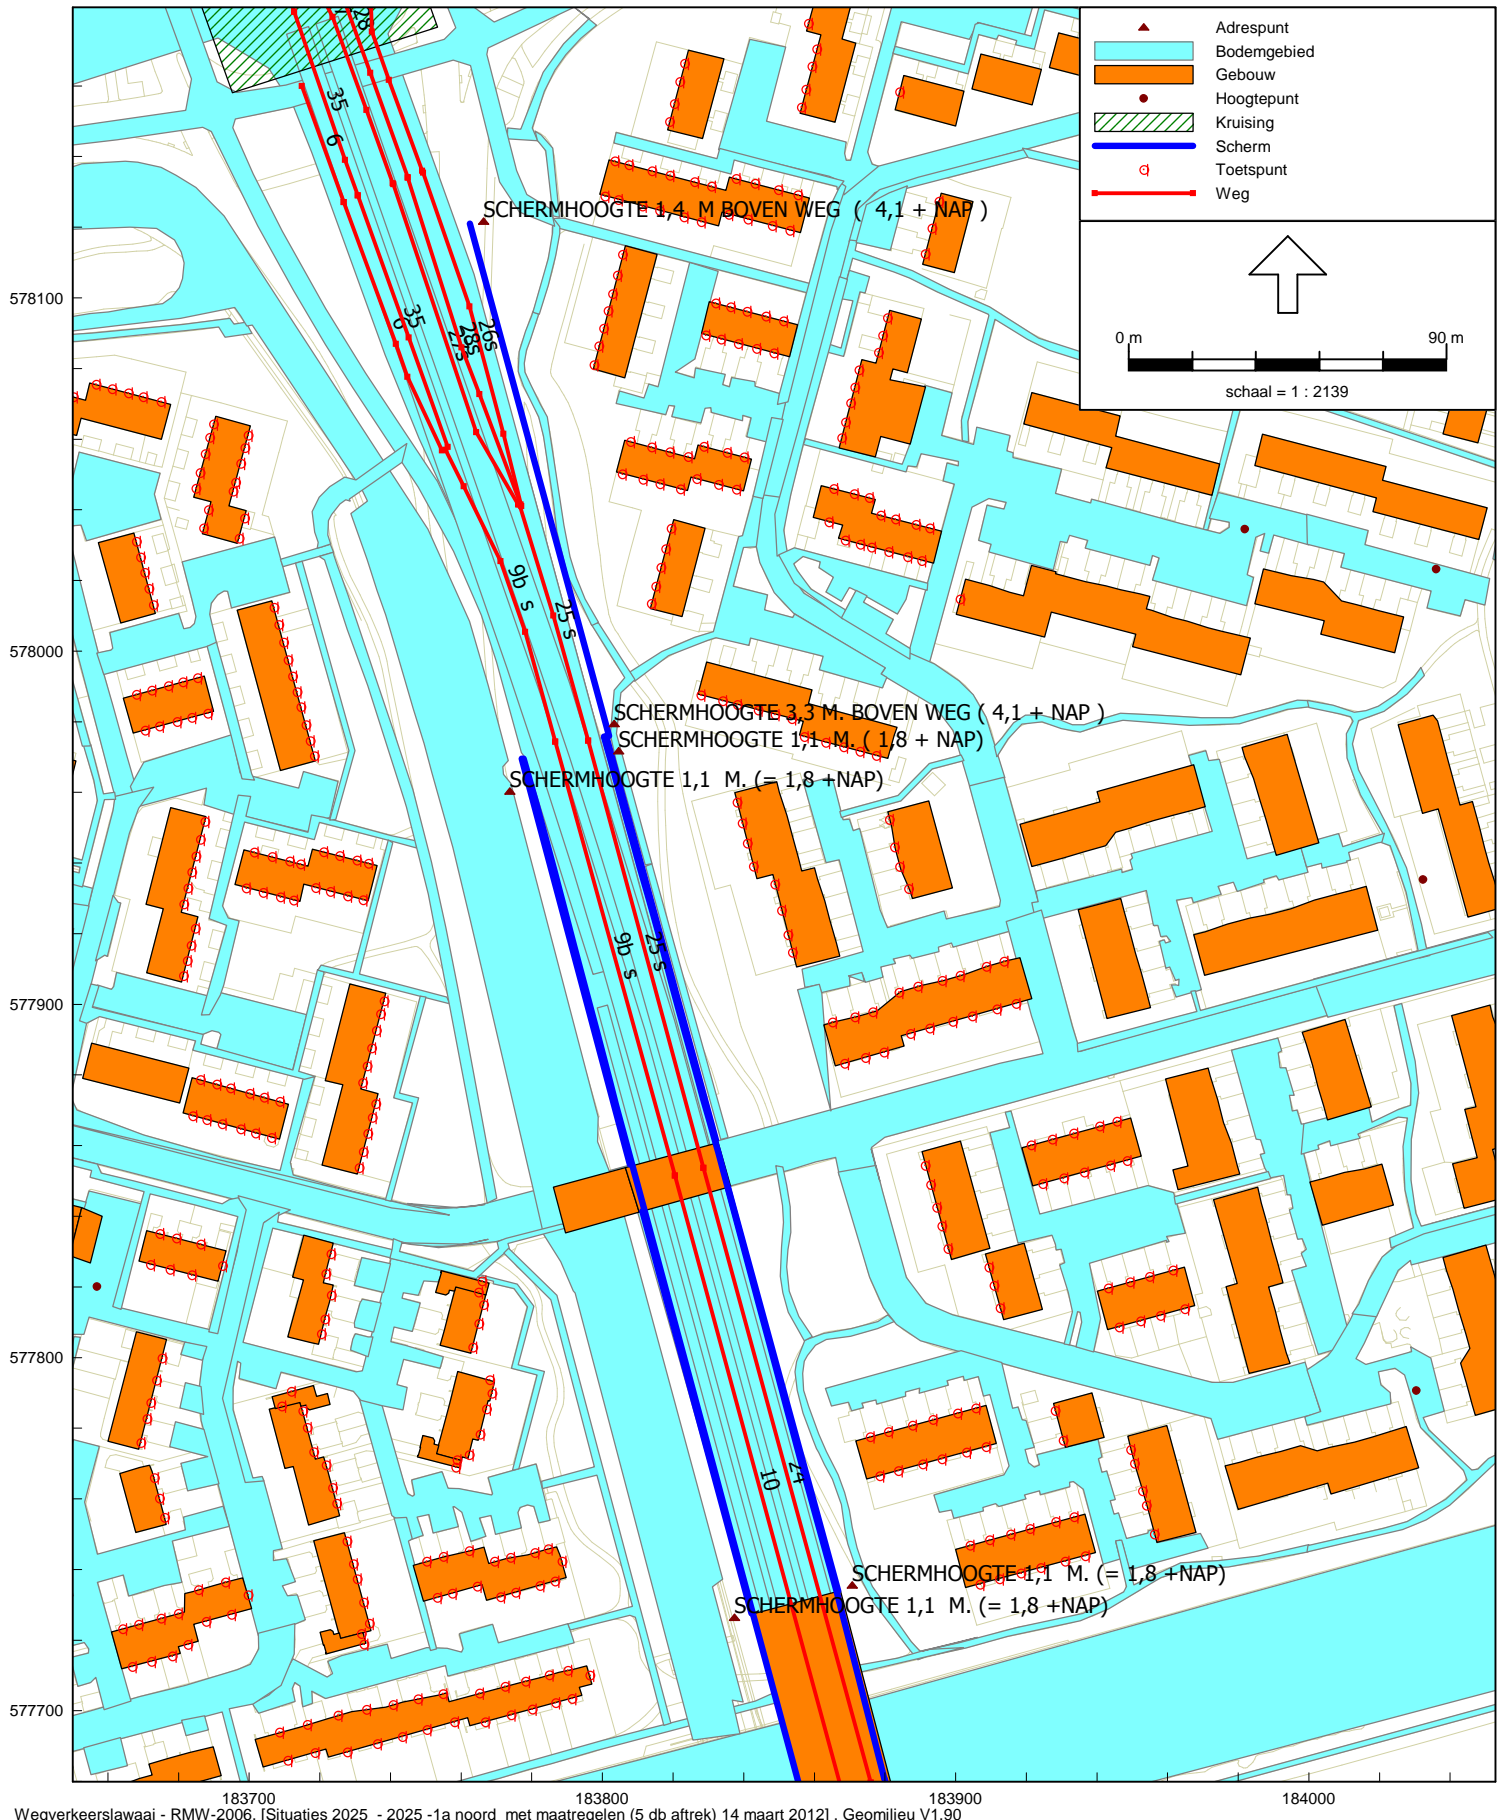 Adrespunt
Bodemgebied
Gebouw
Hoogtepunt
Kruising
Scherm
Toetspunt
Weg
0 m 90 m
schaal = 1 : 2139
28
35
6
SCHERMHOOGTE 1,4 M BOVEN WEG ( 4,1 + NAP )
578100
35
6
27s
28s
26s
9b s
25 s
578000
SCHERMHOOGTE 3,3 M. BOVEN WEG ( 4,1 + NAP )
SCHERMHOOGTE 1,1 M. ( 1,8 + NAP)
SCHERMHOOGTE 1,1 M. (= 1,8 +NAP)
9b s
25 s
577900
577800
10
24
SCHERMHOOGTE 1,1 M. (= 1,8 +NAP)
SCHERMHOOGTE 1,1 M. (= 1,8 +NAP)
577700
183700 183800 183900 184000
Wegverkeerslawaai - RMW-2006, [Situaties 2025 - 2025 -1a noord met maatregelen (5 db aftrek) 14 maart 2012] , Geomilieu V1.90